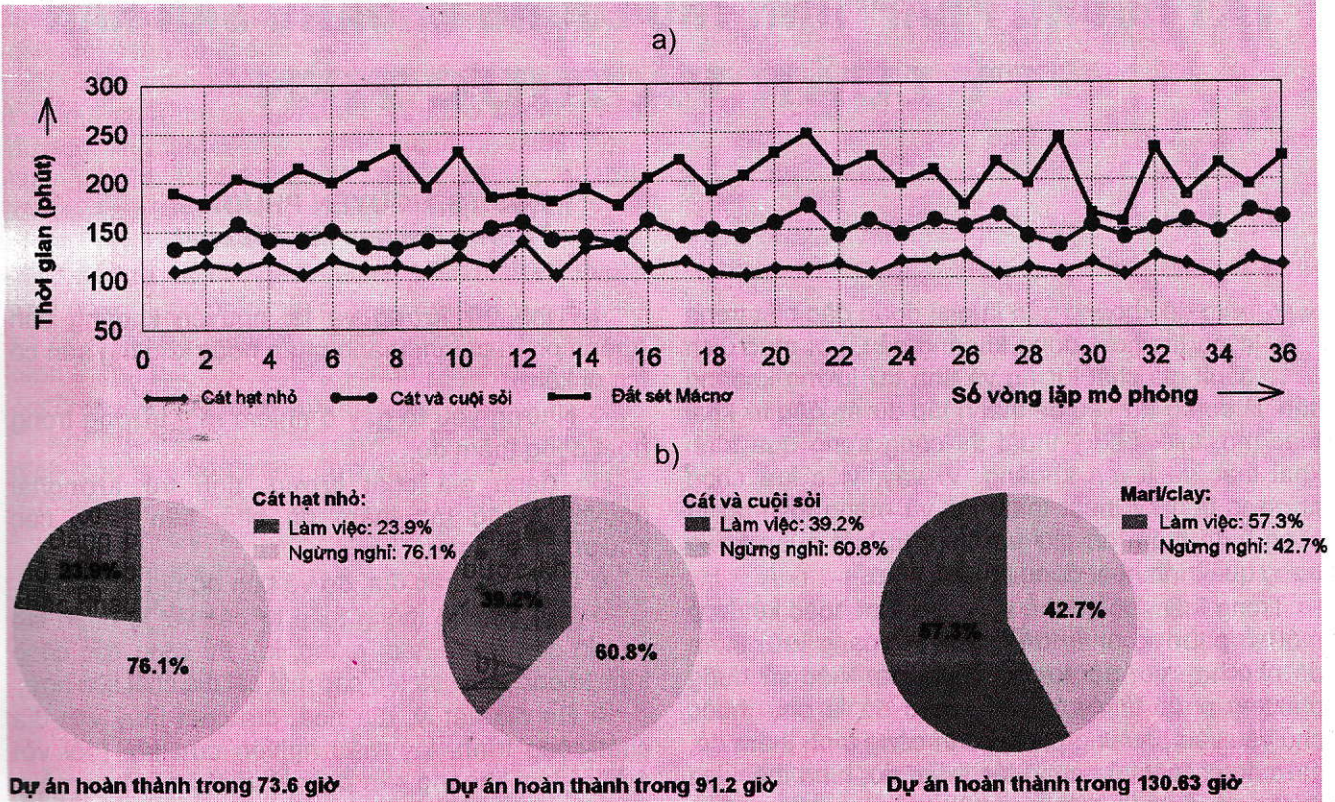 a)
300
250
200
150
100
50
Thời gian (phút)
0 2 4 6 8 10 12 14 16 18 20 22 24 26 28 30 32 34 36
Cát hạt nhỏ Cát và cuội sỏi Đất sét Mácnơ Số vòng lặp mô phỏng
b)
Cát hạt nhỏ:
Làm việc: 23.9%
Ngừng nghỉ: 76.1%
23.9%
76.1%
Cát và cuội sỏi
Làm việc: 39.2%
Ngừng nghỉ: 60.8%
39.2%
60.8%
Marl/clay:
Làm việc: 57.3%
Ngừng nghỉ: 42.7%
57.3%
42.7%
Dự án hoàn thành trong 73.6 giờ
Dự án hoàn thành trong 91.2 giờ
Dự án hoàn thành trong 130.63 giờ